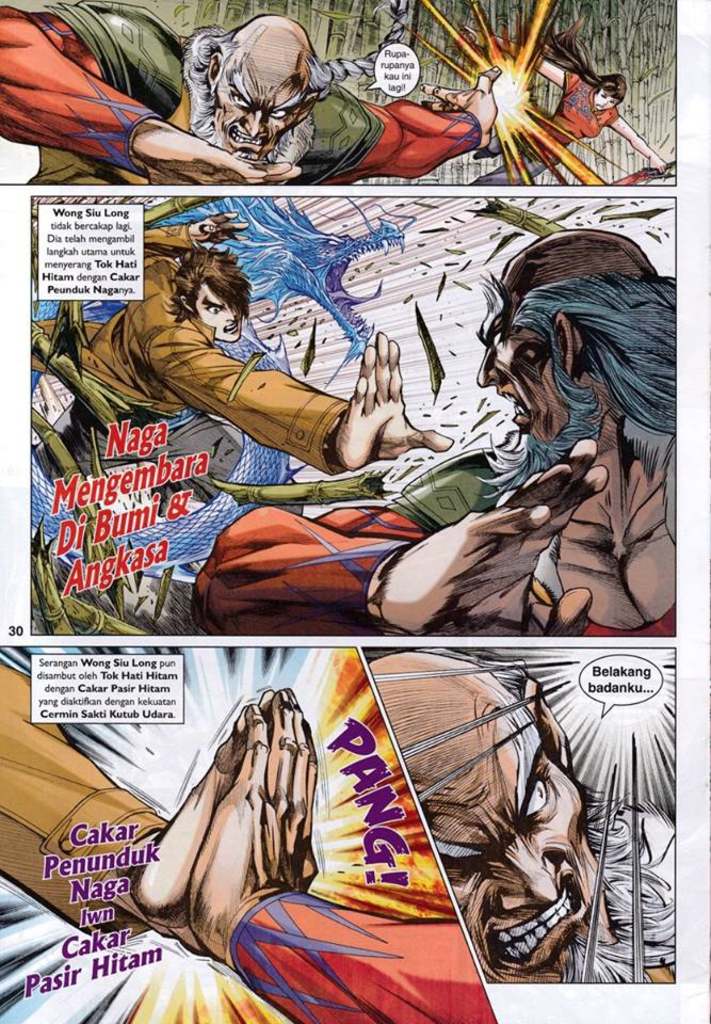 Rupa-
rupanya
kau ini
lagi!
Wong Siu Long
tidak bercakap lagi.
Dia telah mengambil
langkah utama untuk
menyerang Tok Hati
Hitam dengan Cakar
Peunduk Naganya.
Naga
Mengembara
Di Bumi &
Angkasa
30
Serangan Wong Siu Long pun
disambut oleh Tok Hati Hitam
dengan Cakar Pasir Hitam
yang diaktifkan dengan kekuatan
Cermin Sakti Kutub Udara.
PANG!
Cakar
Penunduk
Naga
lwn
Cakar
Pasir Hitam
Belakang
badanku...